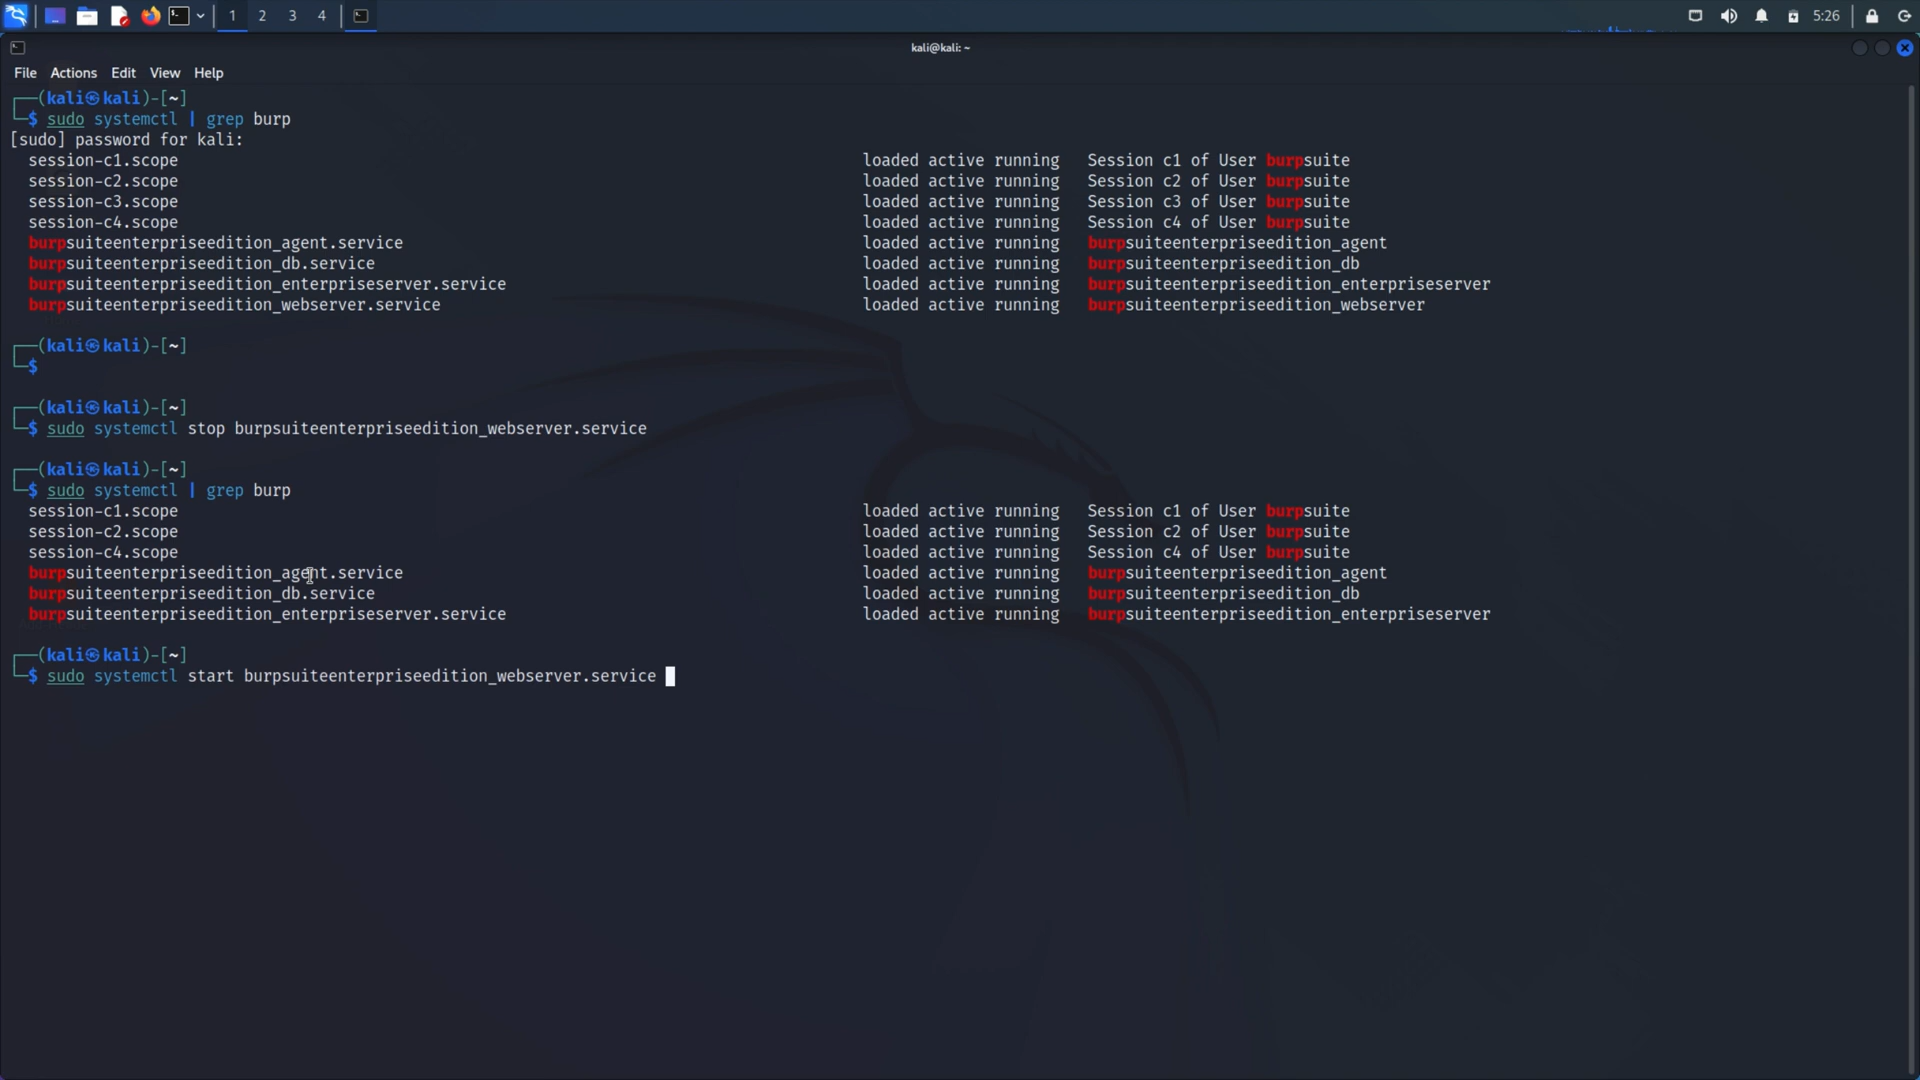 1 2 3 4 5:26
kali@kali: ~
File Actions Edit View Help
┌──(kali㉿kali)-[~]
└─$ sudo systemctl | grep burp
[sudo] password for kali:
session-c1.scope loaded active running Session c1 of User burpsuite
session-c2.scope loaded active running Session c2 of User burpsuite
session-c3.scope loaded active running Session c3 of User burpsuite
session-c4.scope loaded active running Session c4 of User burpsuite
burpsuiteenterpriseedition_agent.service loaded active running burpsuiteenterpriseedition_agent
burpsuiteenterpriseedition_db.service loaded active running burpsuiteenterpriseedition_db
burpsuiteenterpriseedition_enterpriseserver.service loaded active running burpsuiteenterpriseedition_enterpriseserver
burpsuiteenterpriseedition_webserver.service loaded active running burpsuiteenterpriseedition_webserver
┌──(kali㉿kali)-[~]
└─$
┌──(kali㉿kali)-[~]
└─$ sudo systemctl stop burpsuiteenterpriseedition_webserver.service
┌──(kali㉿kali)-[~]
└─$ sudo systemctl | grep burp
session-c1.scope loaded active running Session c1 of User burpsuite
session-c2.scope loaded active running Session c2 of User burpsuite
session-c4.scope loaded active running Session c4 of User burpsuite
burpsuiteenterpriseedition_agent.service loaded active running burpsuiteenterpriseedition_agent
burpsuiteenterpriseedition_db.service loaded active running burpsuiteenterpriseedition_db
burpsuiteenterpriseedition_enterpriseserver.service loaded active running burpsuiteenterpriseedition_enterpriseserver
┌──(kali㉿kali)-[~]
└─$ sudo systemctl start burpsuiteenterpriseedition_webserver.service